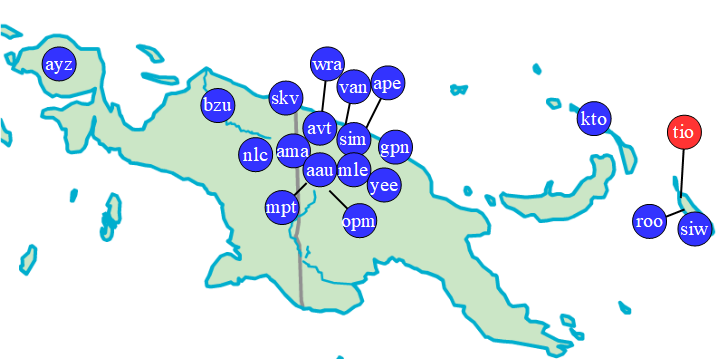 wra
ayz
van
ape
skv
bzu
kto
avt
tio
sim
gpn
ama
nlc
aau
mle
yee
mpt
opm
roo
siw